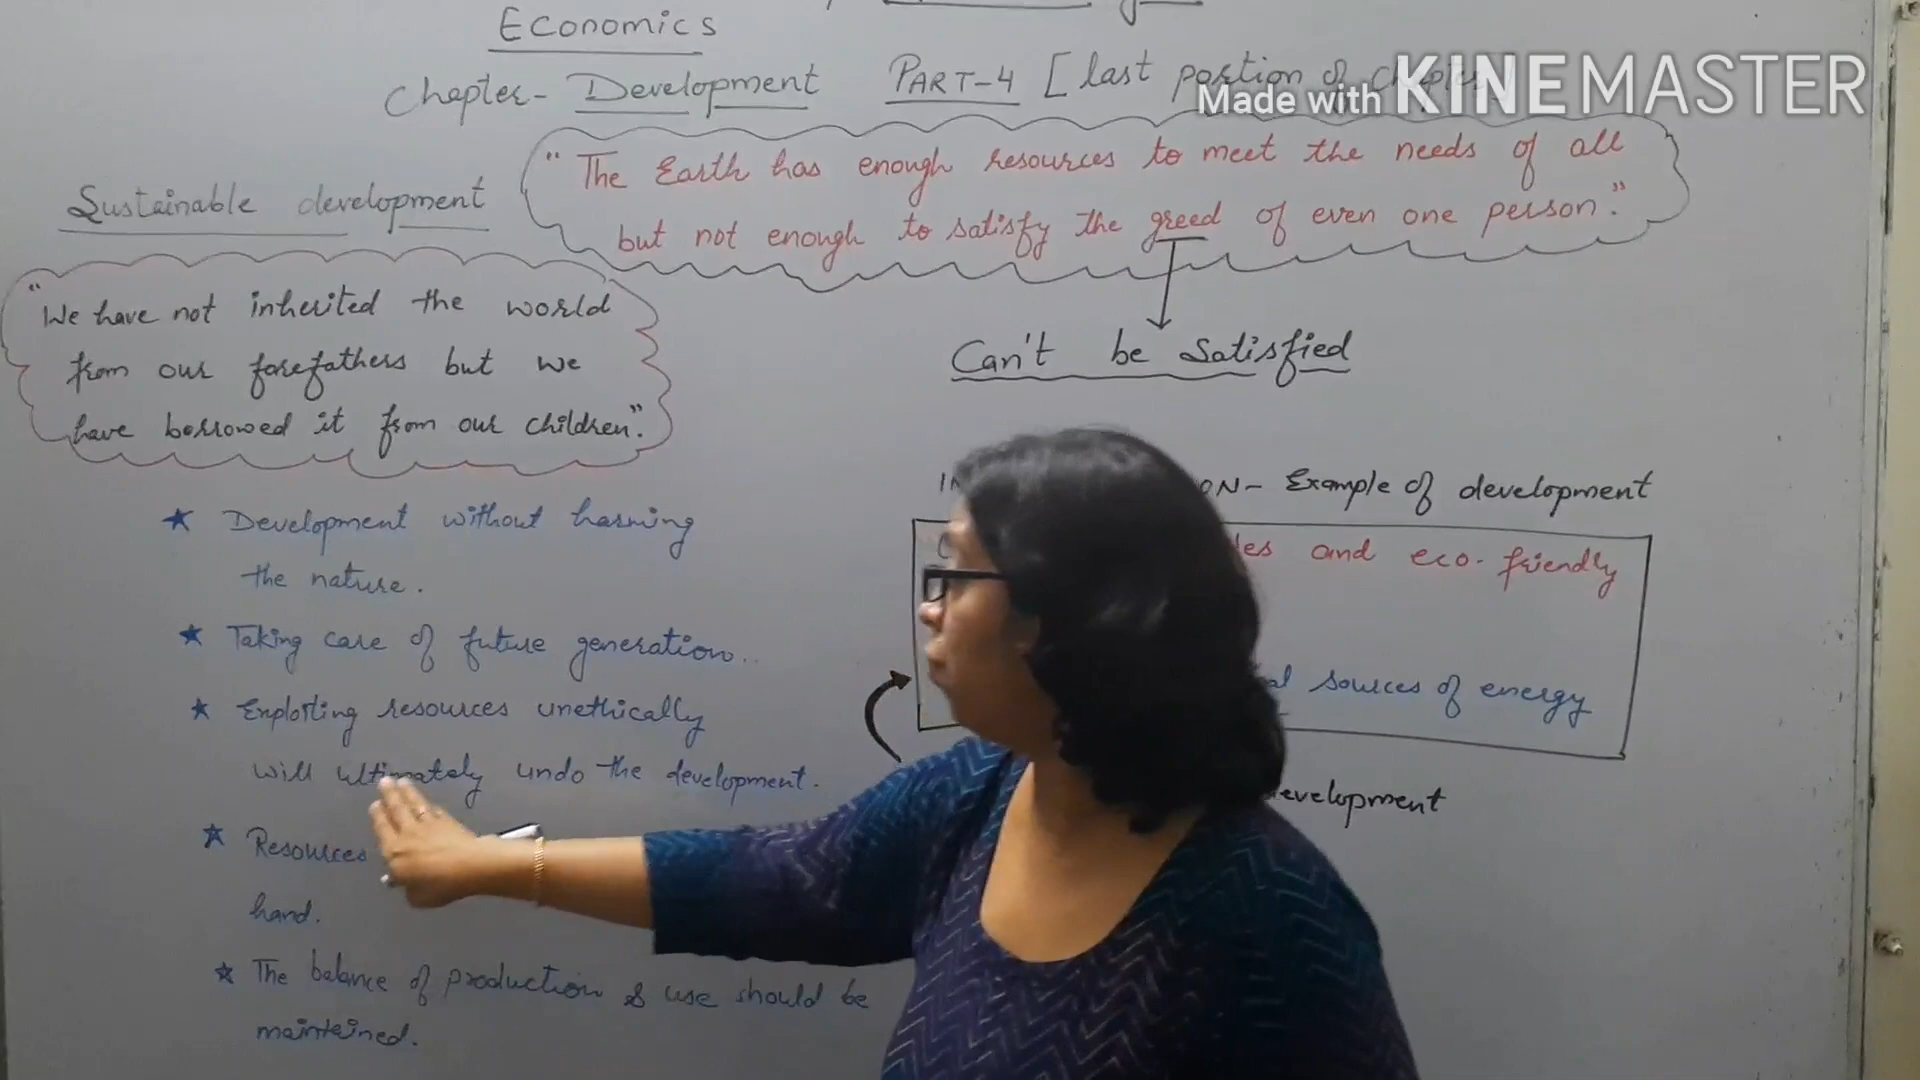 Economics
Chapter- Development PART-4 [last portion of chapter]
Made with KINEMASTER
"The Earth has enough resources to meet the needs of all
but not enough to satisfy the greed of even one person."
Sustainable development
"We have not inherited the world
from our forefathers but we
have borrowed it from our children."
Can't be Satisfied
ON- Example of development
and eco-friendly
sources of energy
development
★ Development without harming
the nature.
★ Taking care of future generation..
★ Exploiting resources unethically
will ultimately undo the development.
★ Resources
hand.
★ The balance of production & use should be
maintained.